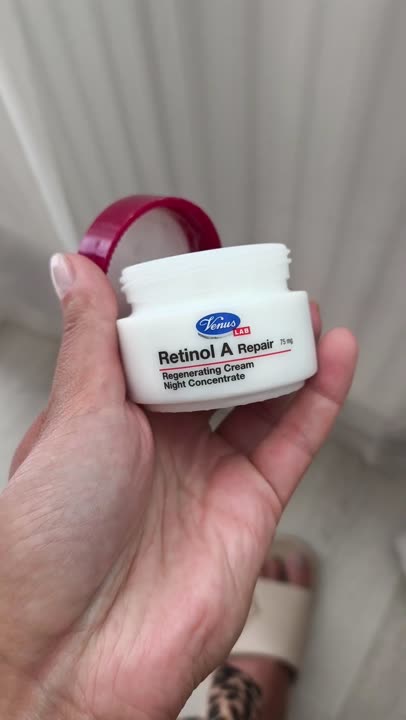 Venus
LAB
Retinol A Repair 75 mg
Regenerating Cream
Night Concentrate